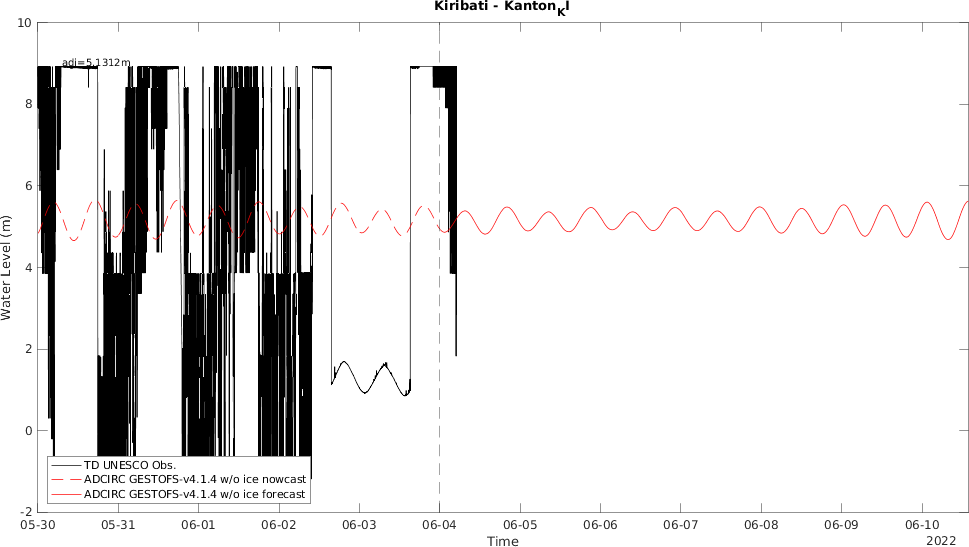 Kiribati - Kanton_KI
10
8
6
4
2
0
-2
Water Level (m)
adj=5.1312m
TD UNESCO Obs.
ADCIRC GESTOFS-v4.1.4 w/o ice nowcast
ADCIRC GESTOFS-v4.1.4 w/o ice forecast
05-30 05-31 06-01 06-02 06-03 06-04 06-05 06-06 06-07 06-08 06-09 06-10
Time
2022